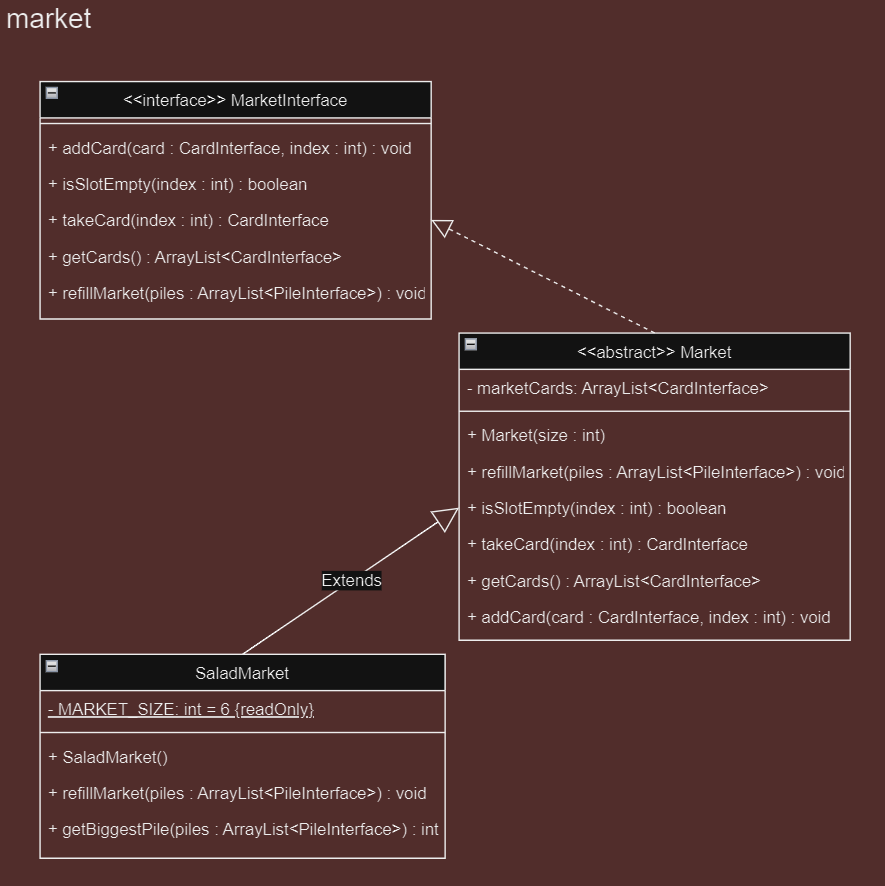 market
<<interface>> MarketInterface
+ addCard(card : CardInterface, index : int) : void
+ isSlotEmpty(index : int) : boolean
+ takeCard(index : int) : CardInterface
+ getCards() : ArrayList<CardInterface>
+ refillMarket(piles : ArrayList<PileInterface>) : void
<<abstract>> Market
- marketCards: ArrayList<CardInterface>
+ Market(size : int)
+ refillMarket(piles : ArrayList<PileInterface>) : void
+ isSlotEmpty(index : int) : boolean
+ takeCard(index : int) : CardInterface
+ getCards() : ArrayList<CardInterface>
+ addCard(card : CardInterface, index : int) : void
Extends
SaladMarket
- MARKET_SIZE: int = 6 {readOnly}
+ SaladMarket()
+ refillMarket(piles : ArrayList<PileInterface>) : void
+ getBiggestPile(piles : ArrayList<PileInterface>) : int